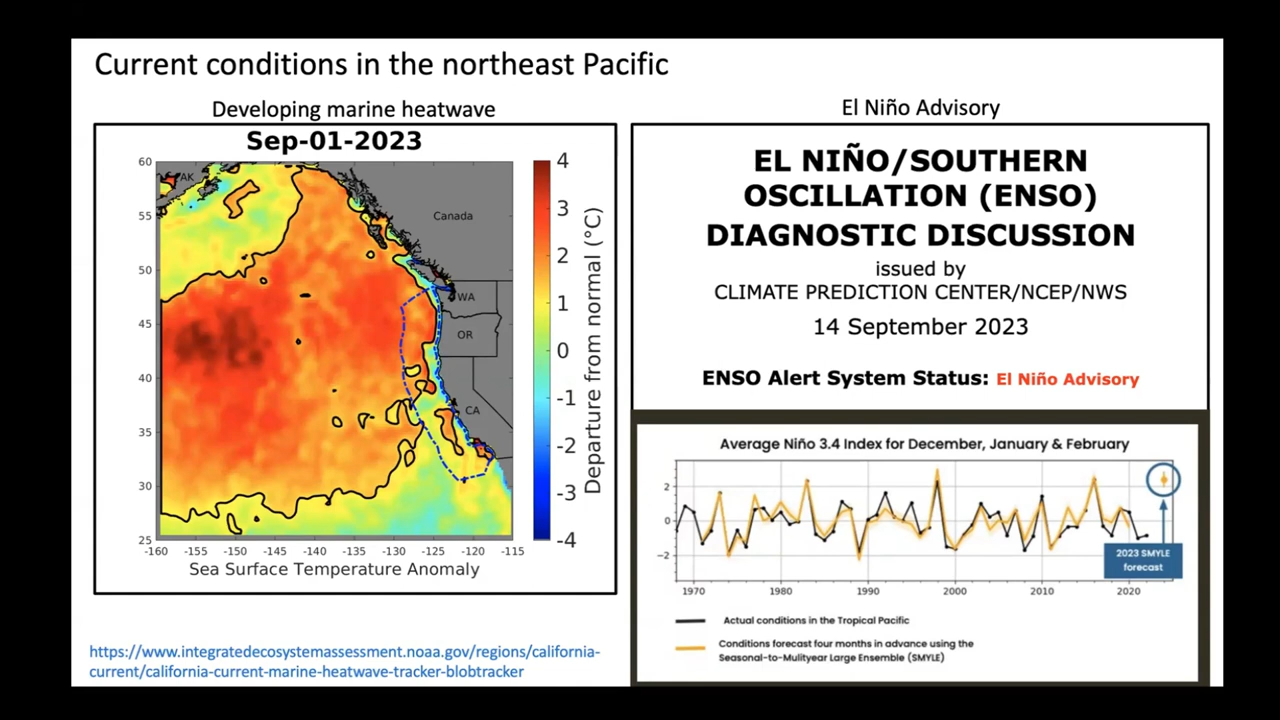 Current conditions in the northeast Pacific
Developing marine heatwave
Sep-01-2023
60
55
50
45
40
35
30
25
-160
-155
-150
-145
-140
-135
-130
-125
-120
-115
AK
Canada
WA
OR
CA
Sea Surface Temperature Anomaly
4
3
2
1
0
-1
-2
-3
-4
Departure from normal (°C)
https://www.integratedecosystemassessment.noaa.gov/regions/california-
current/california-current-marine-heatwave-tracker-blobtracker
El Niño Advisory
EL NIÑO/SOUTHERN
OSCILLATION (ENSO)
DIAGNOSTIC DISCUSSION
issued by
CLIMATE PREDICTION CENTER/NCEP/NWS
14 September 2023
ENSO Alert System Status: El Niño Advisory
Average Niño 3.4 Index for December, January & February
2
0
-2
1970
1980
1990
2000
2010
2020
2023 SMYLE
forecast
Actual conditions in the Tropical Pacific
Conditions forecast four months in advance using the
Seasonal-to-Mulityear Large Ensemble (SMYLE)